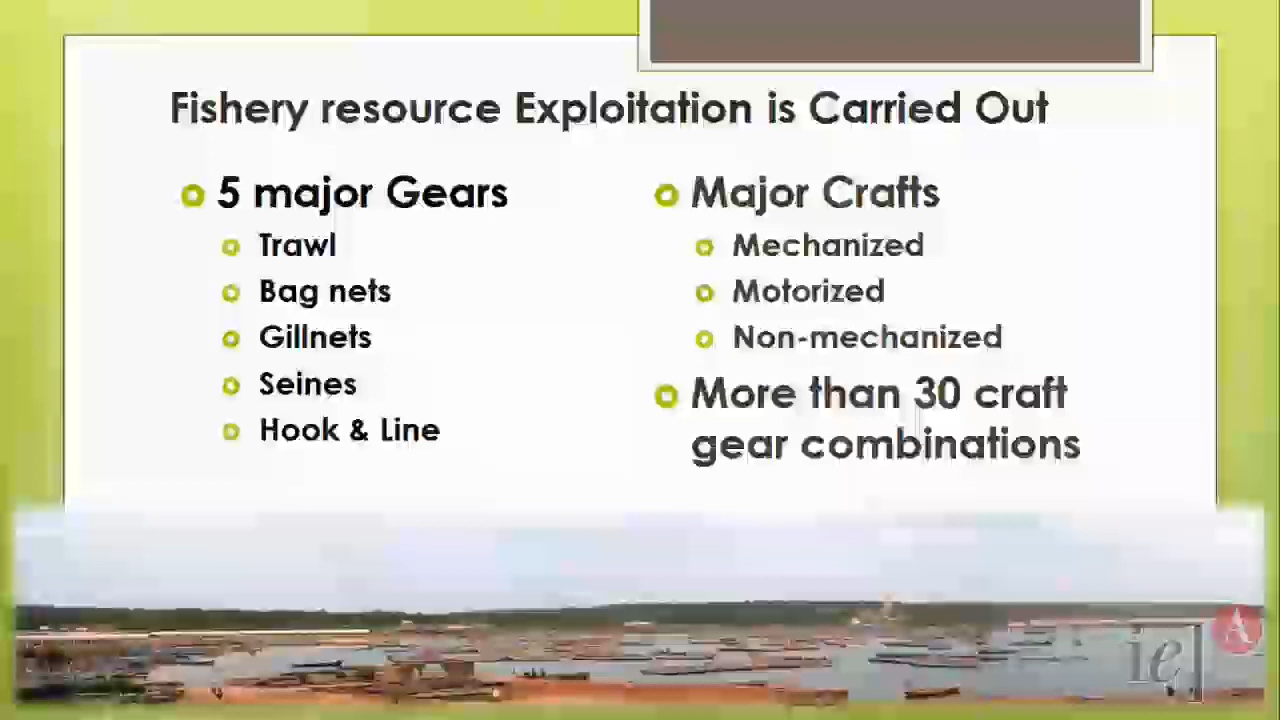 Fishery resource Exploitation is Carried Out
5 major Gears
Trawl
Bag nets
Gillnets
Seines
Hook & Line
Major Crafts
Mechanized
Motorized
Non-mechanized
More than 30 craft
gear combinations
ie
A